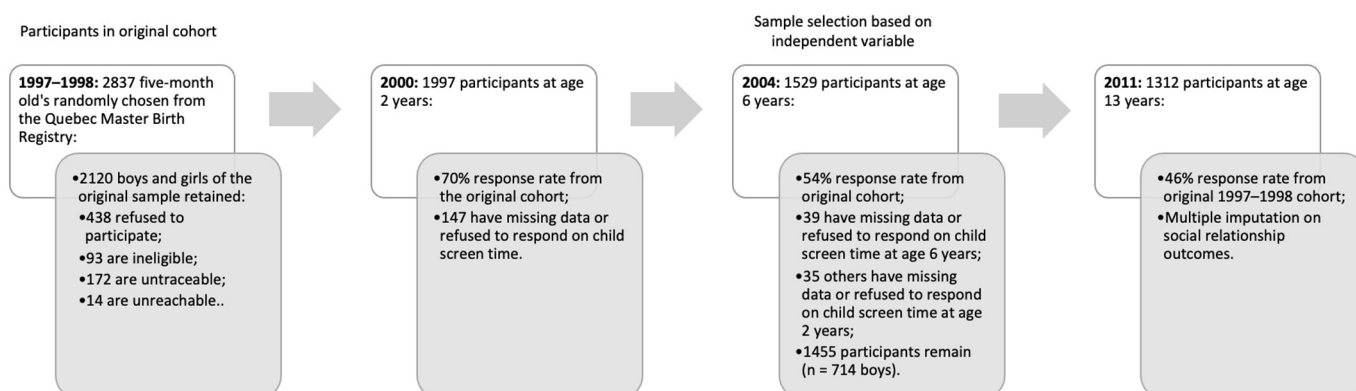 Participants in original cohort
1997–1998: 2837 five-month
old's randomly chosen from
the Quebec Master Birth
Registry:
•2120 boys and girls of the
original sample retained:
•438 refused to
participate;
•93 are ineligible;
•172 are untraceable;
•14 are unreachable..
2000: 1997 participants at age
2 years:
•70% response rate from
the original cohort;
•147 have missing data or
refused to respond on child
screen time.
Sample selection based on
independent variable
2004: 1529 participants at age
6 years:
•54% response rate from
original cohort;
•39 have missing data or
refused to respond on child
screen time at age 6 years;
•35 others have missing
data or refused to respond
on child screen time at age
2 years;
•1455 participants remain
(n = 714 boys).
2011: 1312 participants at age
13 years:
•46% response rate from
original 1997–1998 cohort;
•Multiple imputation on
social relationship
outcomes.